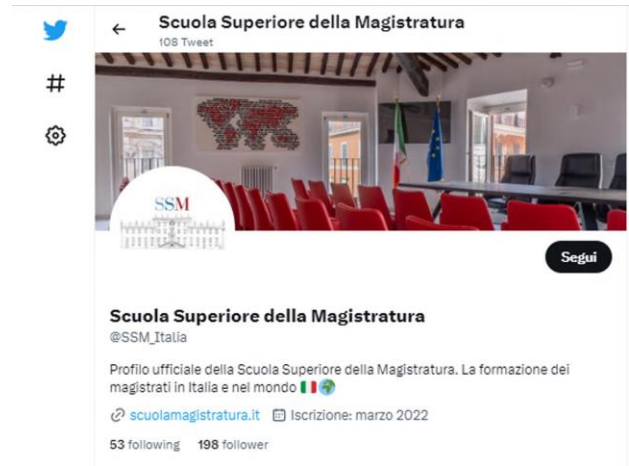 Scuola Superiore della Magistratura
108 Tweet
SSM
Segui
Scuola Superiore della Magistratura
@SSM_Italia
Profilo ufficiale della Scuola Superiore della Magistratura. La formazione dei
magistrati in Italia e nel mondo 🇮🇹🌍
scuolamagistratura.it Iscrizione: marzo 2022
53 following 198 follower